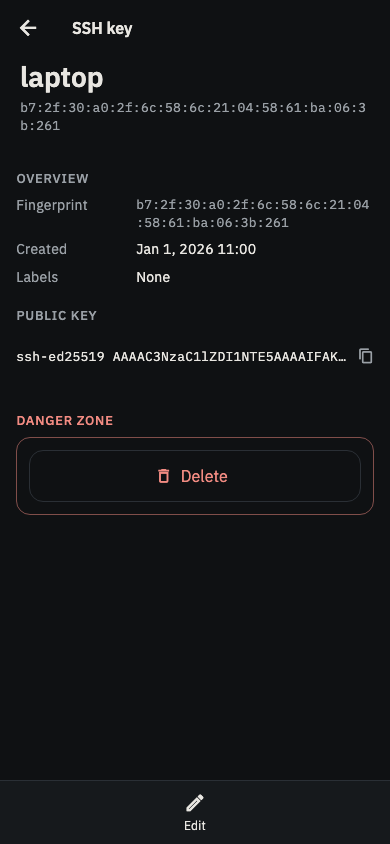 SSH key
laptop
b7:2f:30:a0:2f:6c:58:6c:21:04:58:61:ba:06:3
b:261
OVERVIEW
Fingerprint
b7:2f:30:a0:2f:6c:58:6c:21:04
:58:61:ba:06:3b:261
Created
Jan 1, 2026 11:00
Labels
None
PUBLIC KEY
ssh-ed25519 AAAAC3NzaC1lZDI1NTE5AAAAIFAK…
DANGER ZONE
Delete
Edit